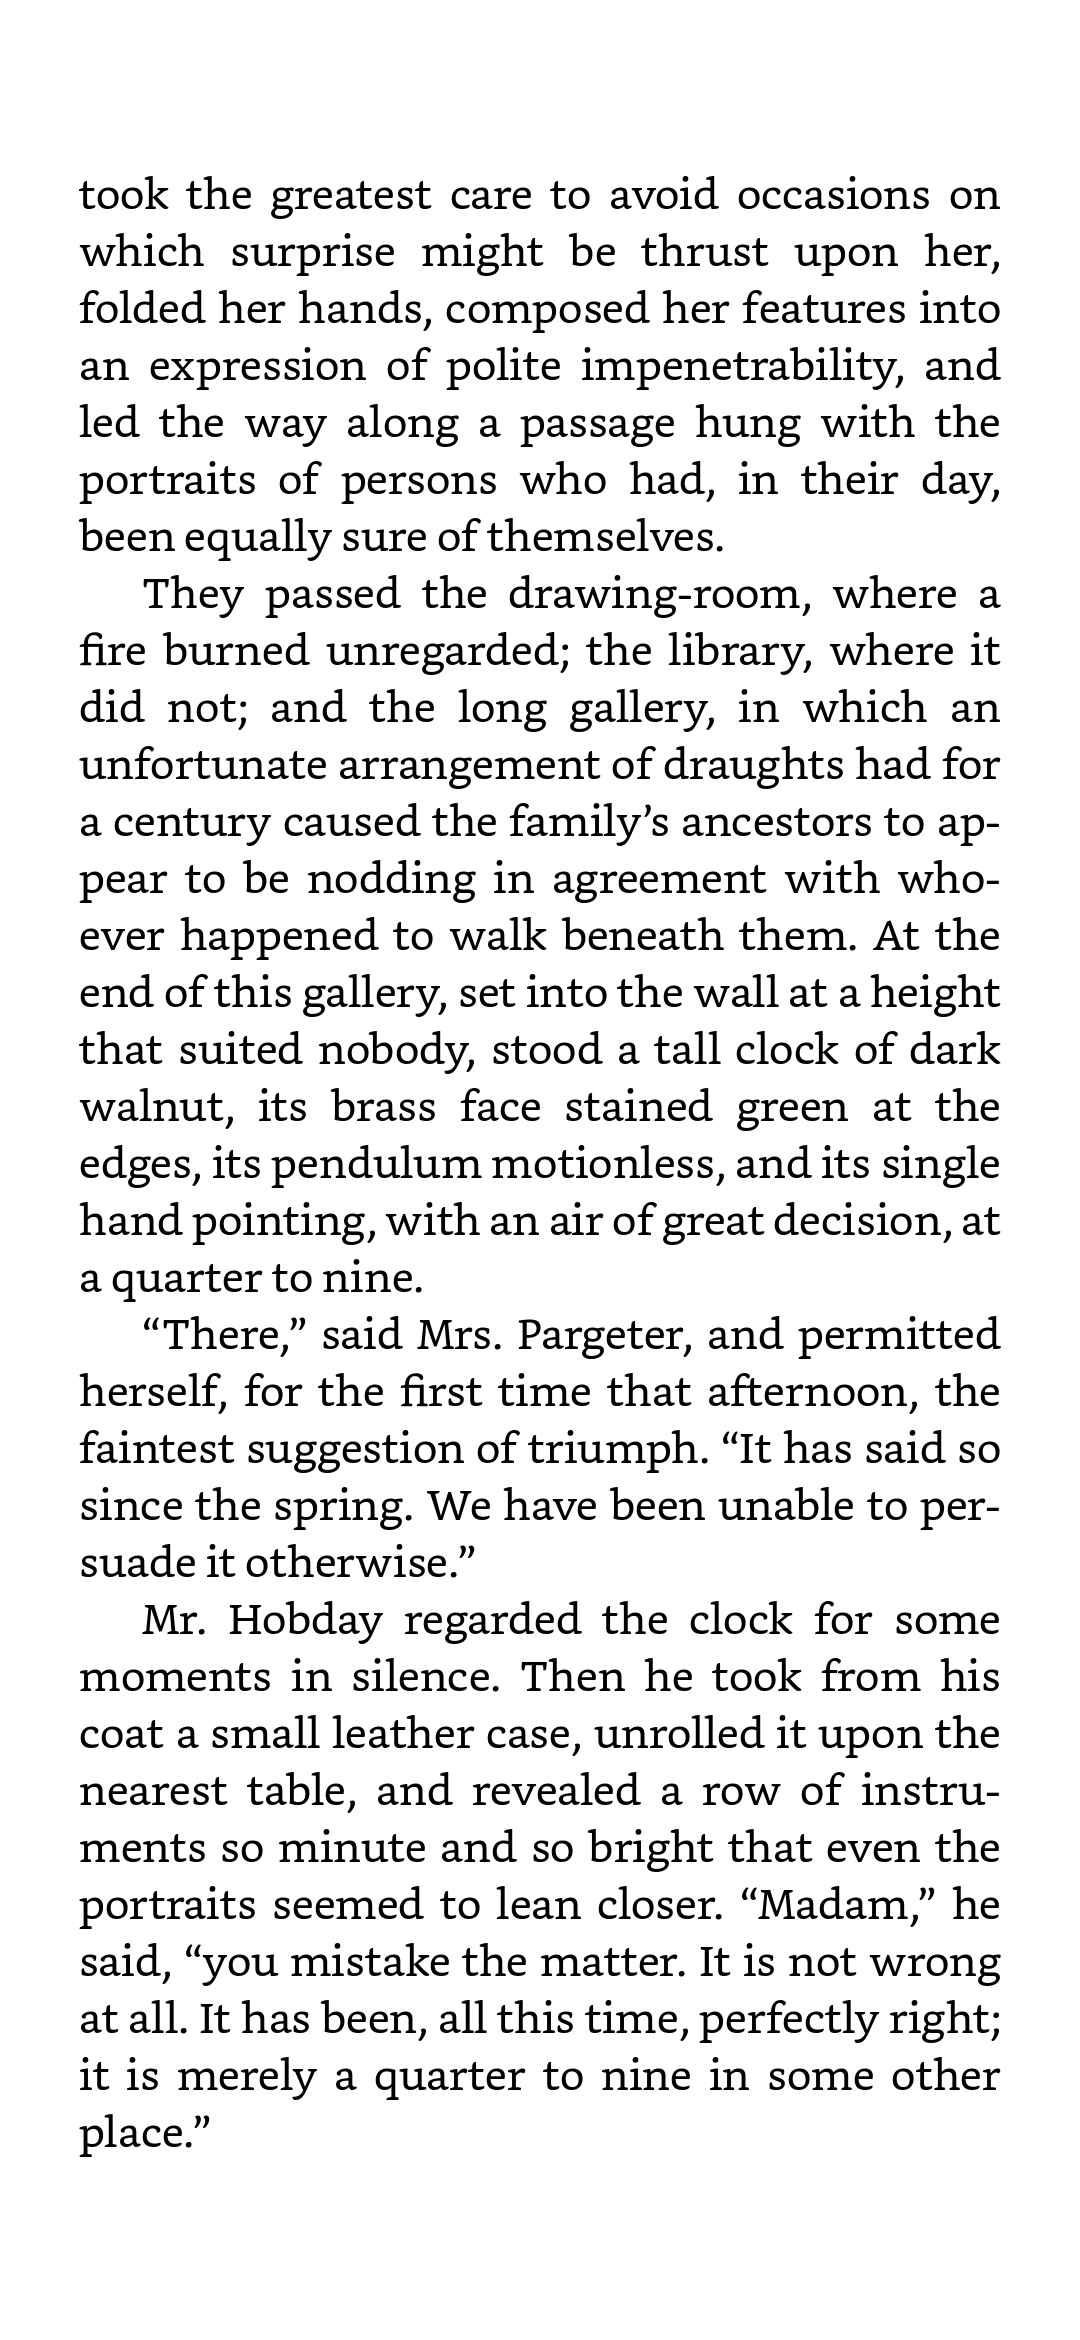 took the greatest care to avoid occasions on
which surprise might be thrust upon her,
folded her hands, composed her features into
an expression of polite impenetrability, and
led the way along a passage hung with the
portraits of persons who had, in their day,
been equally sure of themselves.
They passed the drawing-room, where a
fire burned unregarded; the library, where it
did not; and the long gallery, in which an
unfortunate arrangement of draughts had for
a century caused the family’s ancestors to ap-
pear to be nodding in agreement with who-
ever happened to walk beneath them. At the
end of this gallery, set into the wall at a height
that suited nobody, stood a tall clock of dark
walnut, its brass face stained green at the
edges, its pendulum motionless, and its single
hand pointing, with an air of great decision, at
a quarter to nine.
“There,” said Mrs. Pargeter, and permitted
herself, for the first time that afternoon, the
faintest suggestion of triumph. “It has said so
since the spring. We have been unable to per-
suade it otherwise.”
Mr. Hobday regarded the clock for some
moments in silence. Then he took from his
coat a small leather case, unrolled it upon the
nearest table, and revealed a row of instru-
ments so minute and so bright that even the
portraits seemed to lean closer. “Madam,” he
said, “you mistake the matter. It is not wrong
at all. It has been, all this time, perfectly right;
it is merely a quarter to nine in some other
place.”